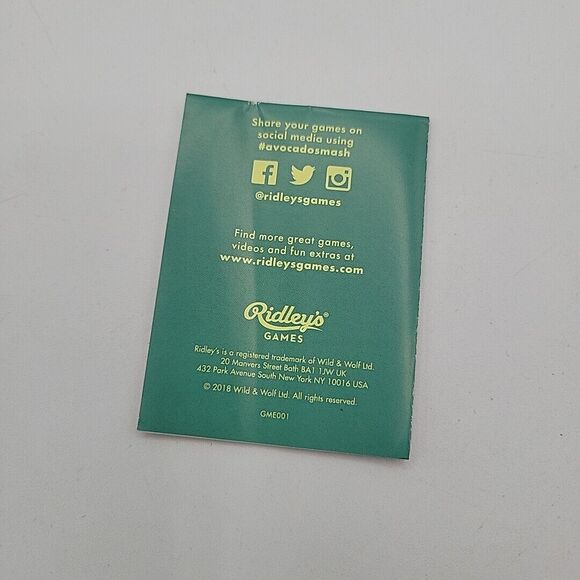 Share your games on
social media using
#avocadosmash
@ridleysgames
Find more great games,
videos and fun extras at
www.ridleysgames.com
Ridley's®
GAMES
Ridley's is a registered trademark of Wild & Wolf Ltd.
20 Manvers Street Bath BA1 1JW UK
432 Park Avenue South New York NY 10016 USA
© 2018 Wild & Wolf Ltd. All rights reserved.
GME001